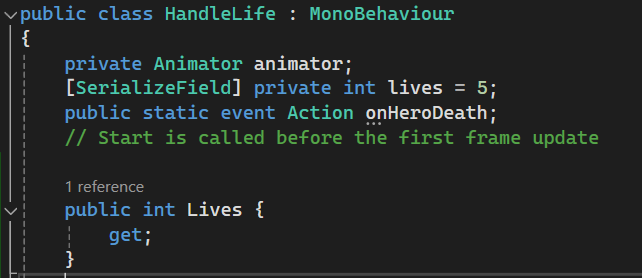 public class HandleLife : MonoBehaviour
{
private Animator animator;
[SerializeField] private int lives = 5;
public static event Action onHeroDeath;
// Start is called before the first frame update
1 reference
public int Lives {
get;
}